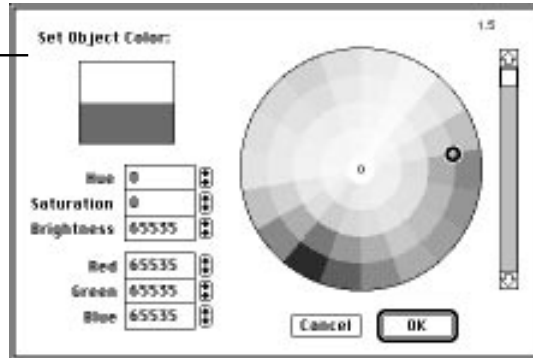 1.5
Set Object Color:
Hue 0
Saturation 0
Brightness 65535
Red 65535
Green 65535
Blue 65535
0
Cancel OK